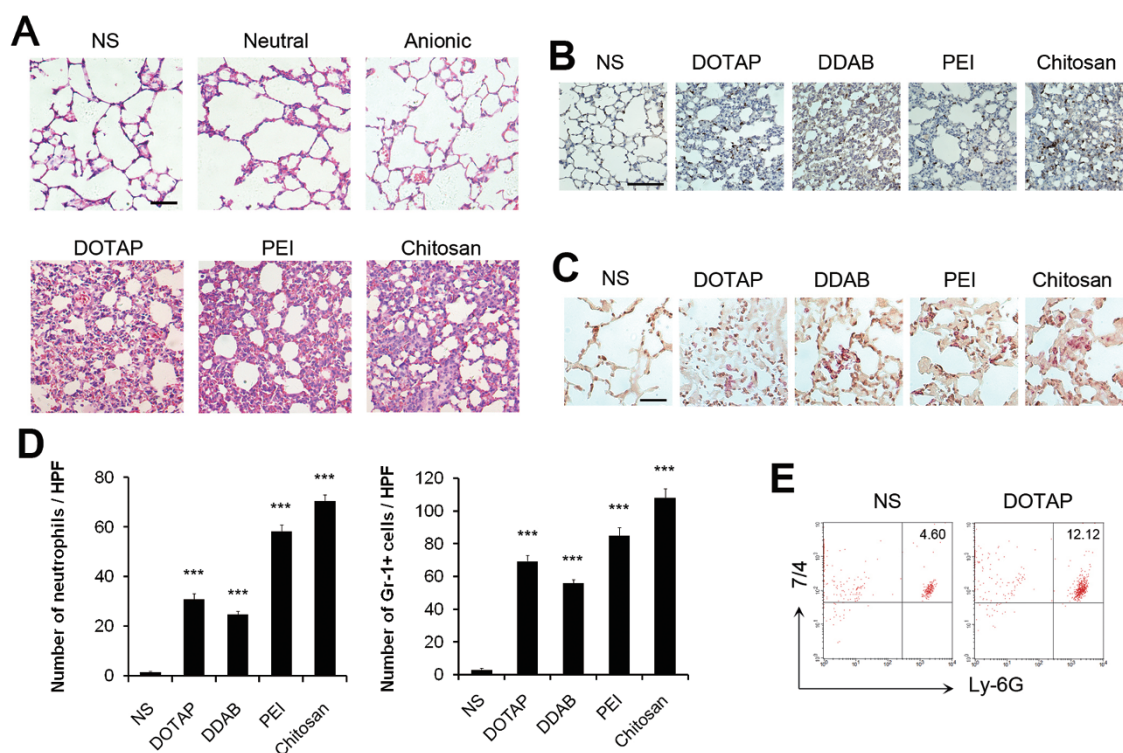 A
NS Neutral Anionic
DOTAP PEI Chitosan
B
NS DOTAP DDAB PEI Chitosan
C
NS DOTAP DDAB PEI Chitosan
D
Number of neutrophils / HPF
80
60
40
20
0
*** *** *** ***
NS DOTAP DDAB PEI Chitosan
Number of Gr-1+ cells / HPF
120
100
80
60
40
20
0
*** *** *** ***
NS DOTAP DDAB PEI Chitosan
E
NS DOTAP
4.60 12.12
7/4
Ly-6G